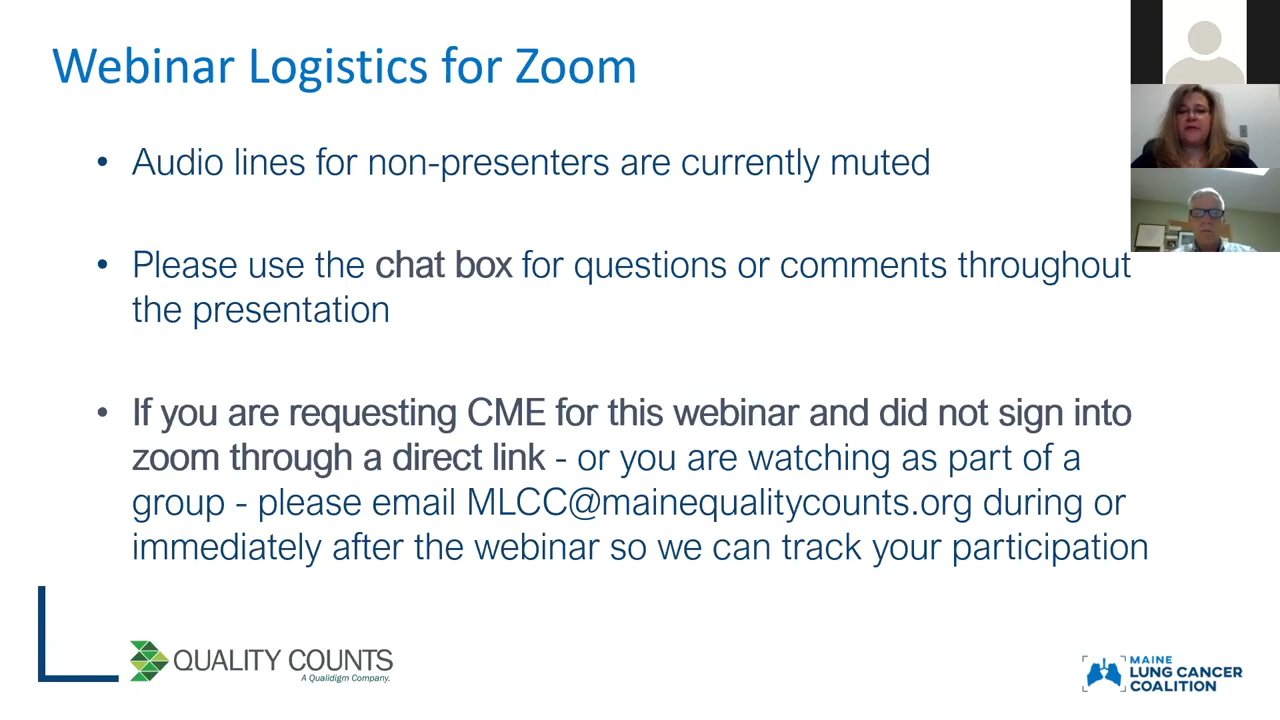 Webinar Logistics for Zoom
• Audio lines for non-presenters are currently muted
• Please use the chat box for questions or comments throughout
the presentation
• If you are requesting CME for this webinar and did not sign into
zoom through a direct link - or you are watching as part of a
group - please email MLCC@mainequalitycounts.org during or
immediately after the webinar so we can track your participation
QUALITY COUNTS
A Qualidigm Company.
MAINE
LUNG CANCER
COALITION